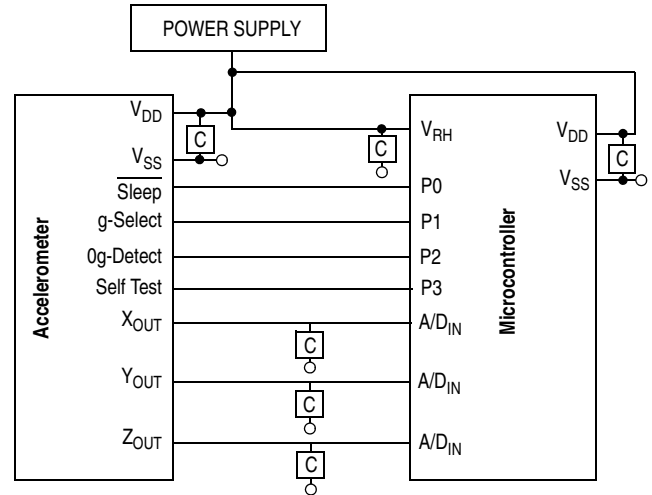 POWER SUPPLY
Accelerometer
V_DD
C
V_SS
Sleep
g-Select
0g-Detect
Self Test
X_OUT
Y_OUT
Z_OUT
C
C
C
C
Microcontroller
V_RH
P0
P1
P2
P3
A/D_IN
A/D_IN
A/D_IN
V_DD
C
V_SS